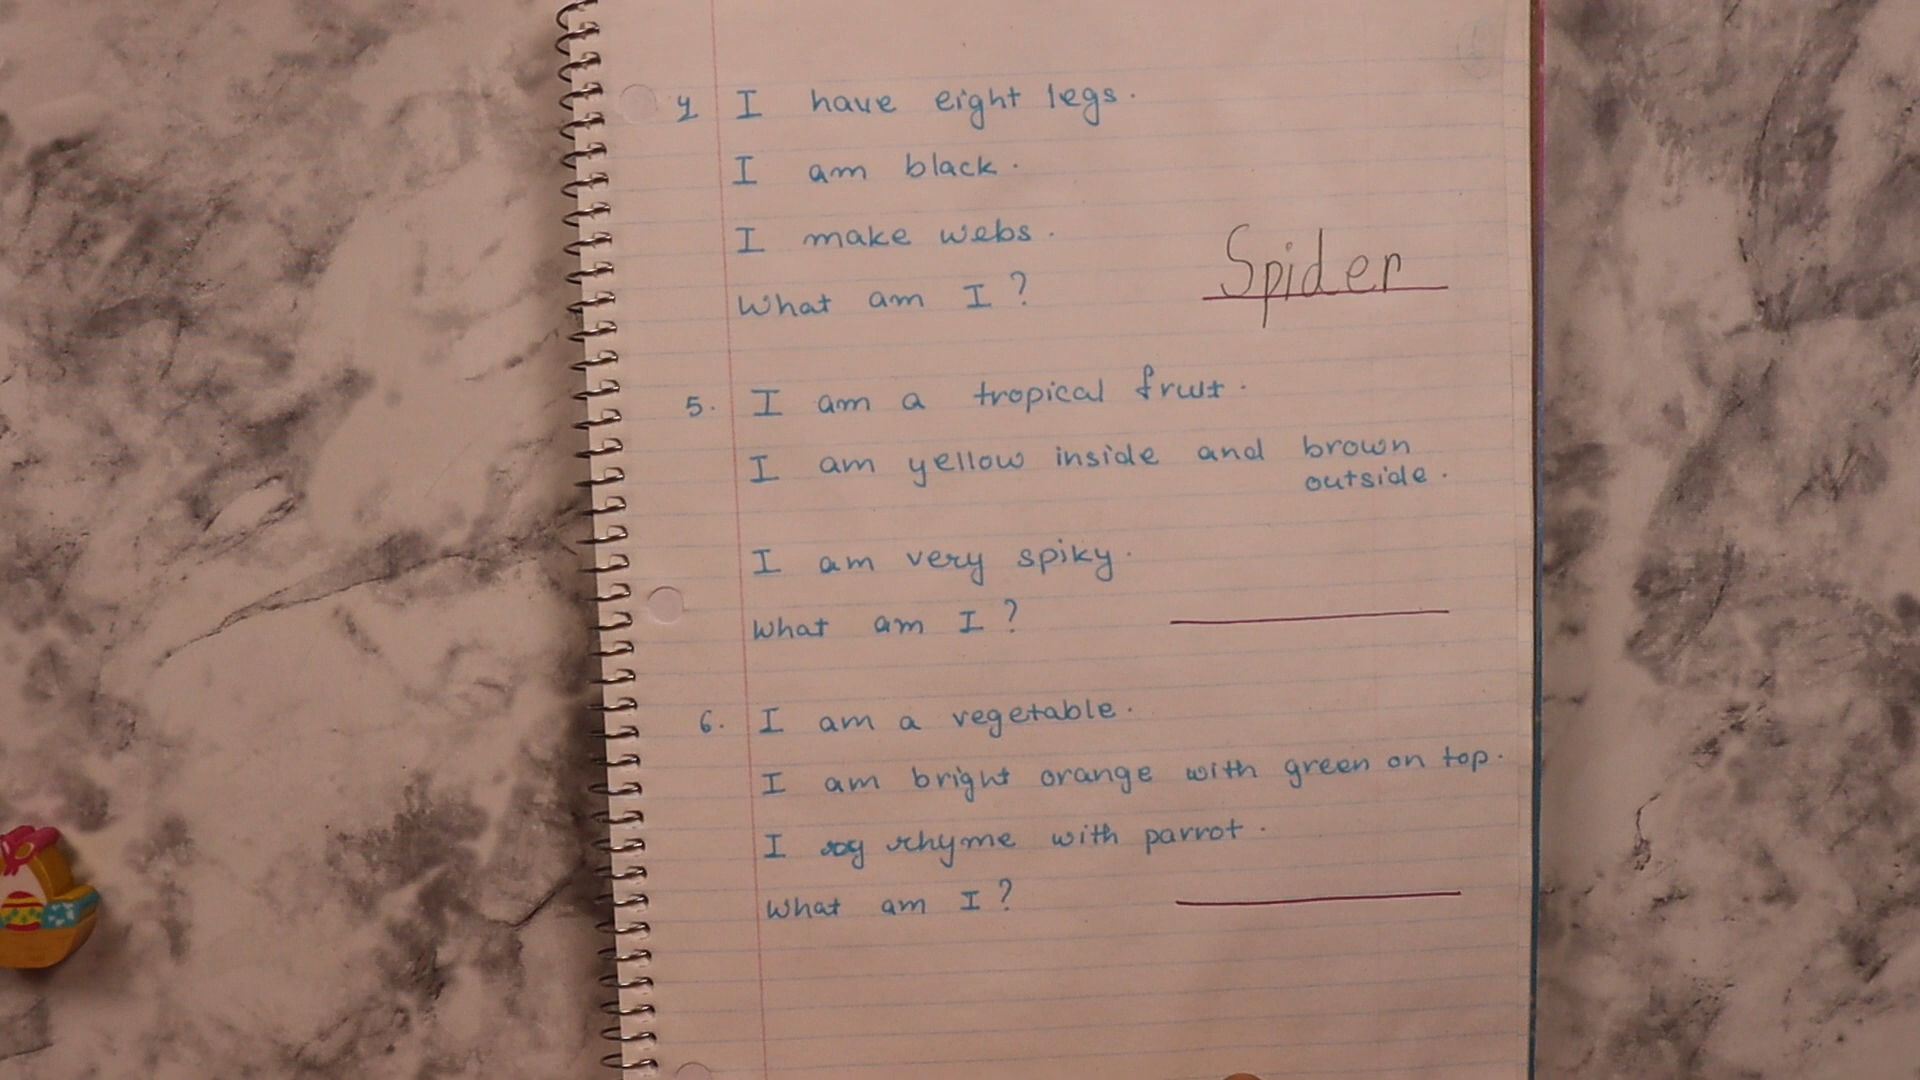 4 I have eight legs.
I am black.
I make webs.
What am I? Spider
5. I am a tropical fruit.
I am yellow inside and brown
outside.
I am very spiky.
What am I?
6. I am a vegetable.
I am bright orange with green on top.
I rhyme with parrot.
What am I?